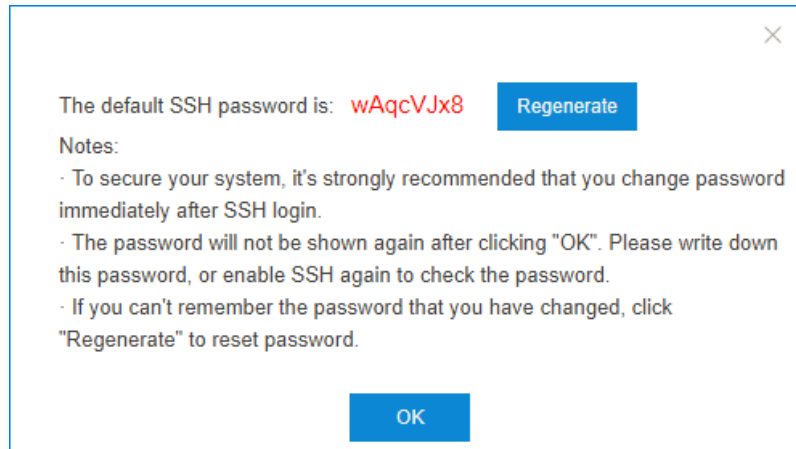 The default SSH password is: wAqcVJx8 Regenerate
Notes:
· To secure your system, it's strongly recommended that you change password
immediately after SSH login.
· The password will not be shown again after clicking "OK". Please write down
this password, or enable SSH again to check the password.
· If you can't remember the password that you have changed, click
"Regenerate" to reset password.
OK